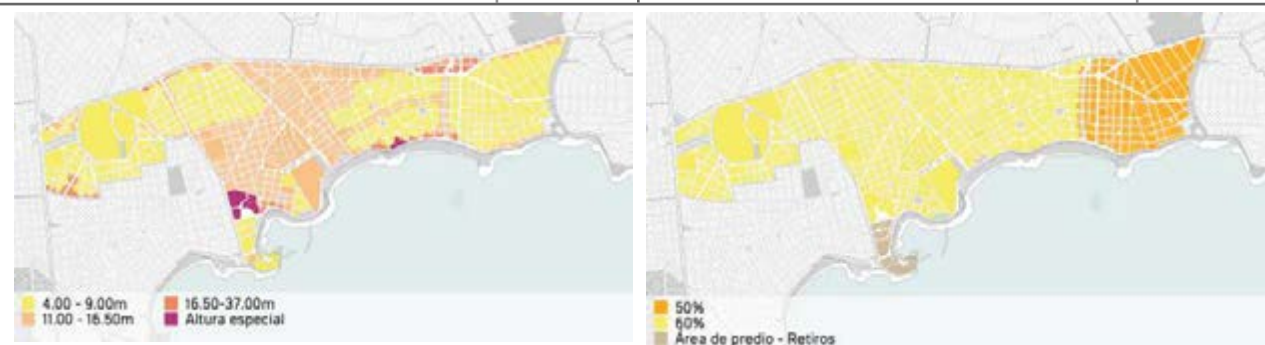 4.00 - 9.00m
11.00 - 16.50m
16.50-37.00m
Altura especial
50%
60%
Área de predio - Retiros